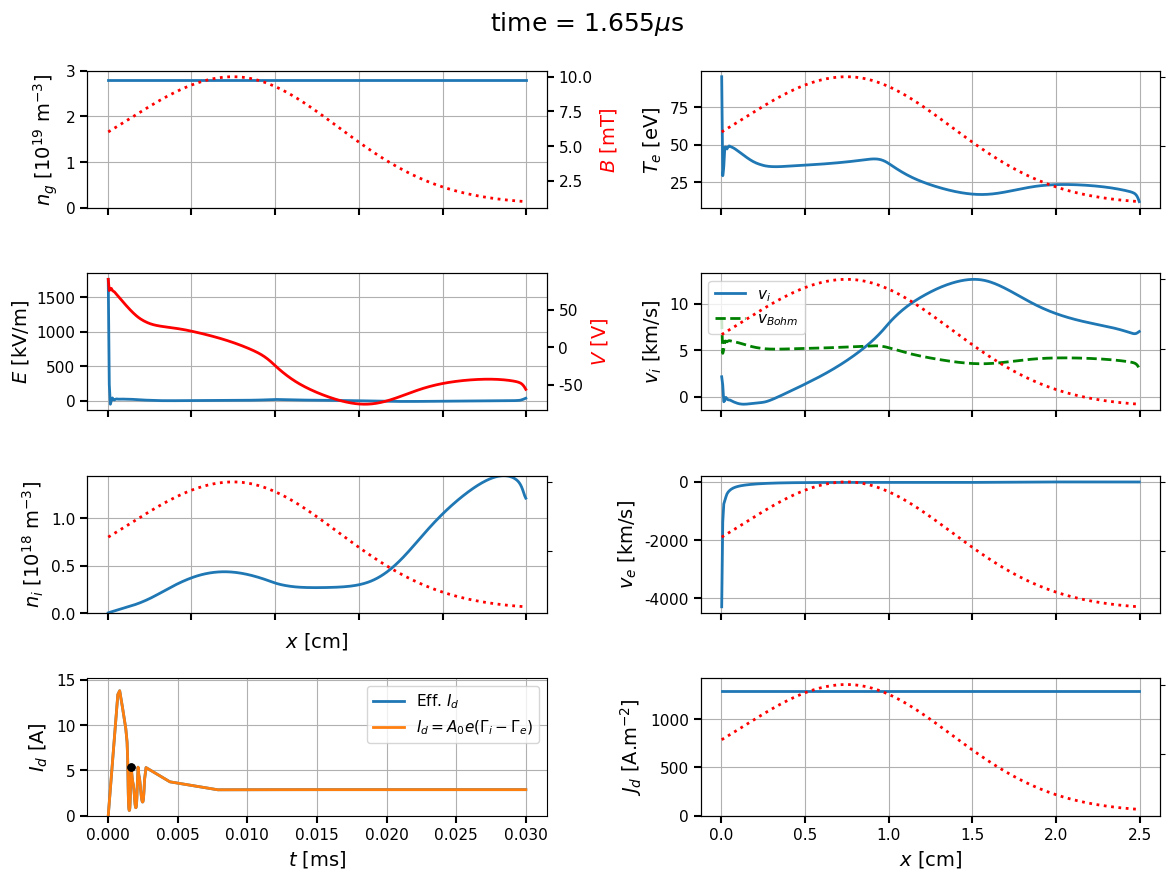 time = 1.655μs
3
2
1
0
n_g [10^19 m^-3]
10.0
7.5
5.0
2.5
B [mT]
75
50
25
T_e [eV]
1500
1000
500
0
E [kV/m]
50
0
-50
V [V]
10
5
0
v_i [km/s]
v_i
v_Bohm
1.0
0.5
0.0
n_i [10^18 m^-3]
x [cm]
0
-2000
-4000
v_e [km/s]
15
10
5
0
I_d [A]
Eff. I_d
I_d = A_0e(Γ_i − Γ_e)
0.000 0.005 0.010 0.015 0.020 0.025 0.030
t [ms]
1000
500
0
J_d [A.m^-2]
0.0 0.5 1.0 1.5 2.0 2.5
x [cm]